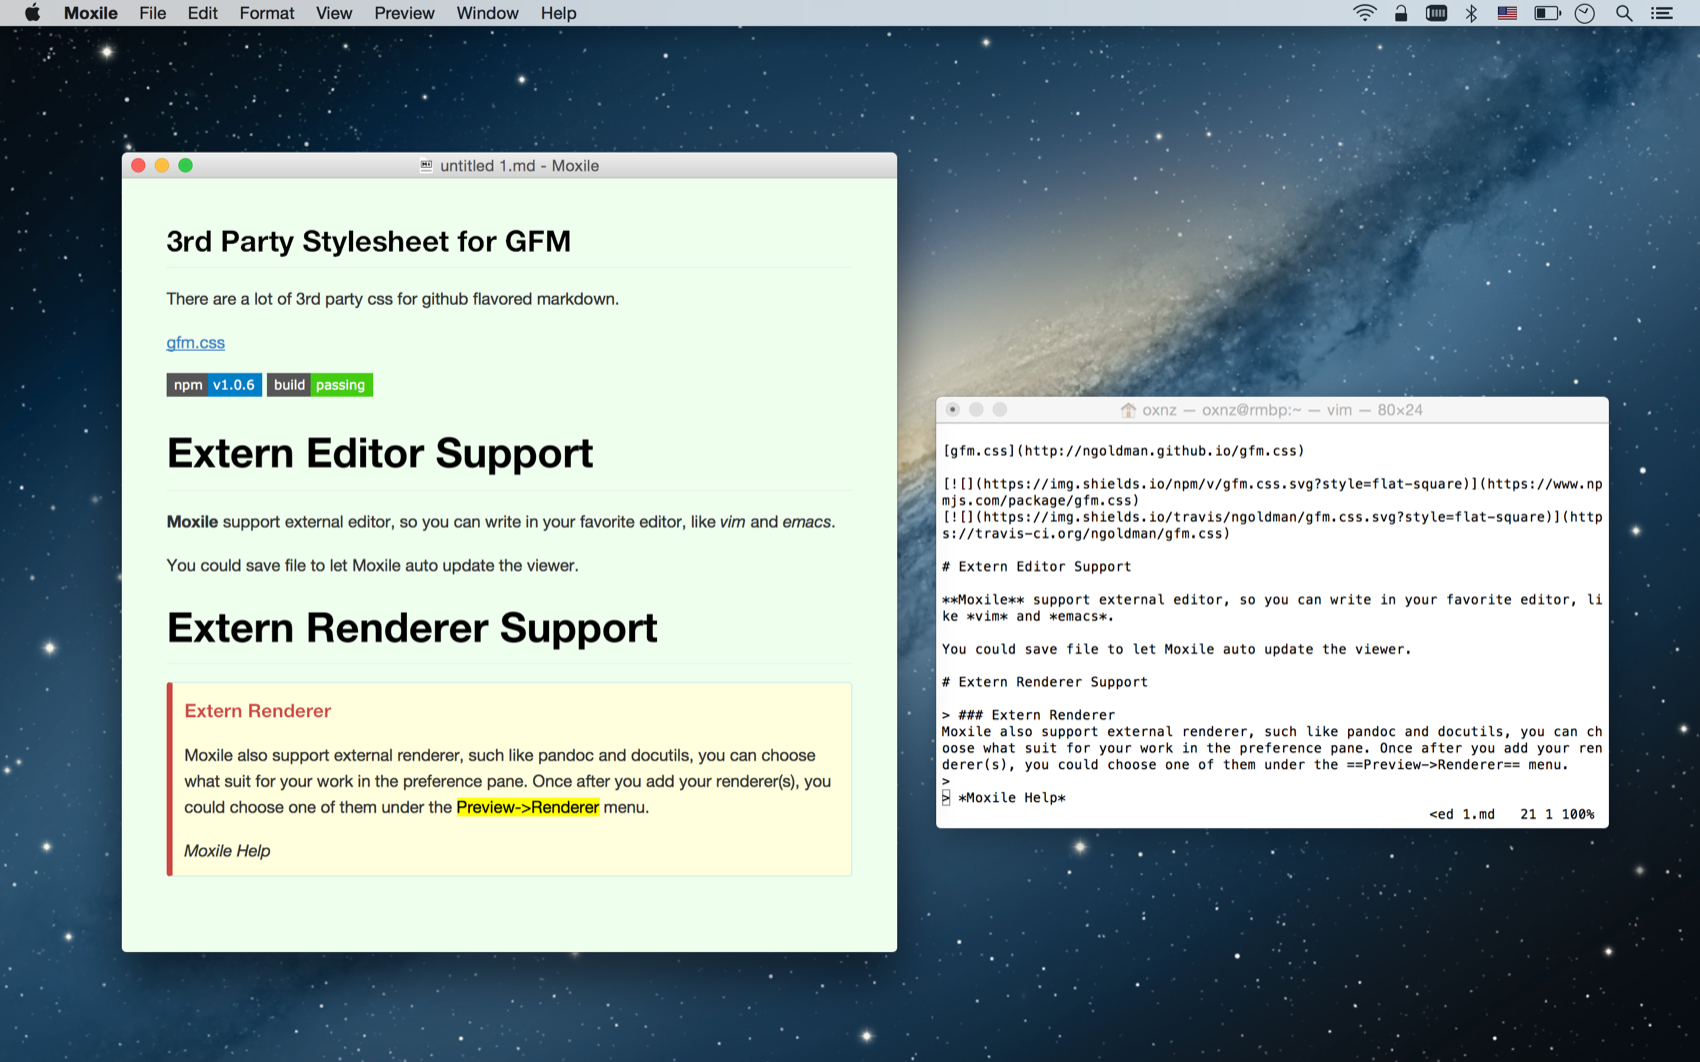 Moxile File Edit Format View Preview Window Help
untitled 1.md - Moxile
3rd Party Stylesheet for GFM
There are a lot of 3rd party css for github flavored markdown.
gfm.css
npm v1.0.6 build passing
Extern Editor Support
Moxile support external editor, so you can write in your favorite editor, like vim and emacs.
You could save file to let Moxile auto update the viewer.
Extern Renderer Support
Extern Renderer
Moxile also support external renderer, such like pandoc and docutils, you can choose
what suit for your work in the preference pane. Once after you add your renderer(s), you
could choose one of them under the Preview->Renderer menu.
Moxile Help
oxnz — oxnz@rmbp:~ — vim — 80×24
[gfm.css](http://ngoldman.github.io/gfm.css)
[![](https://img.shields.io/npm/v/gfm.css.svg?style=flat-square)](https://www.np
mjs.com/package/gfm.css)
[![](https://img.shields.io/travis/ngoldman/gfm.css.svg?style=flat-square)](http
s://travis-ci.org/ngoldman/gfm.css)
# Extern Editor Support
**Moxile** support external editor, so you can write in your favorite editor, li
ke *vim* and *emacs*.
You could save file to let Moxile auto update the viewer.
# Extern Renderer Support
> ### Extern Renderer
Moxile also support external renderer, such like pandoc and docutils, you can ch
oose what suit for your work in the preference pane. Once after you add your ren
derer(s), you could choose one of them under the ==Preview->Renderer== menu.
>
> *Moxile Help*
<ed 1.md 21 1 100%